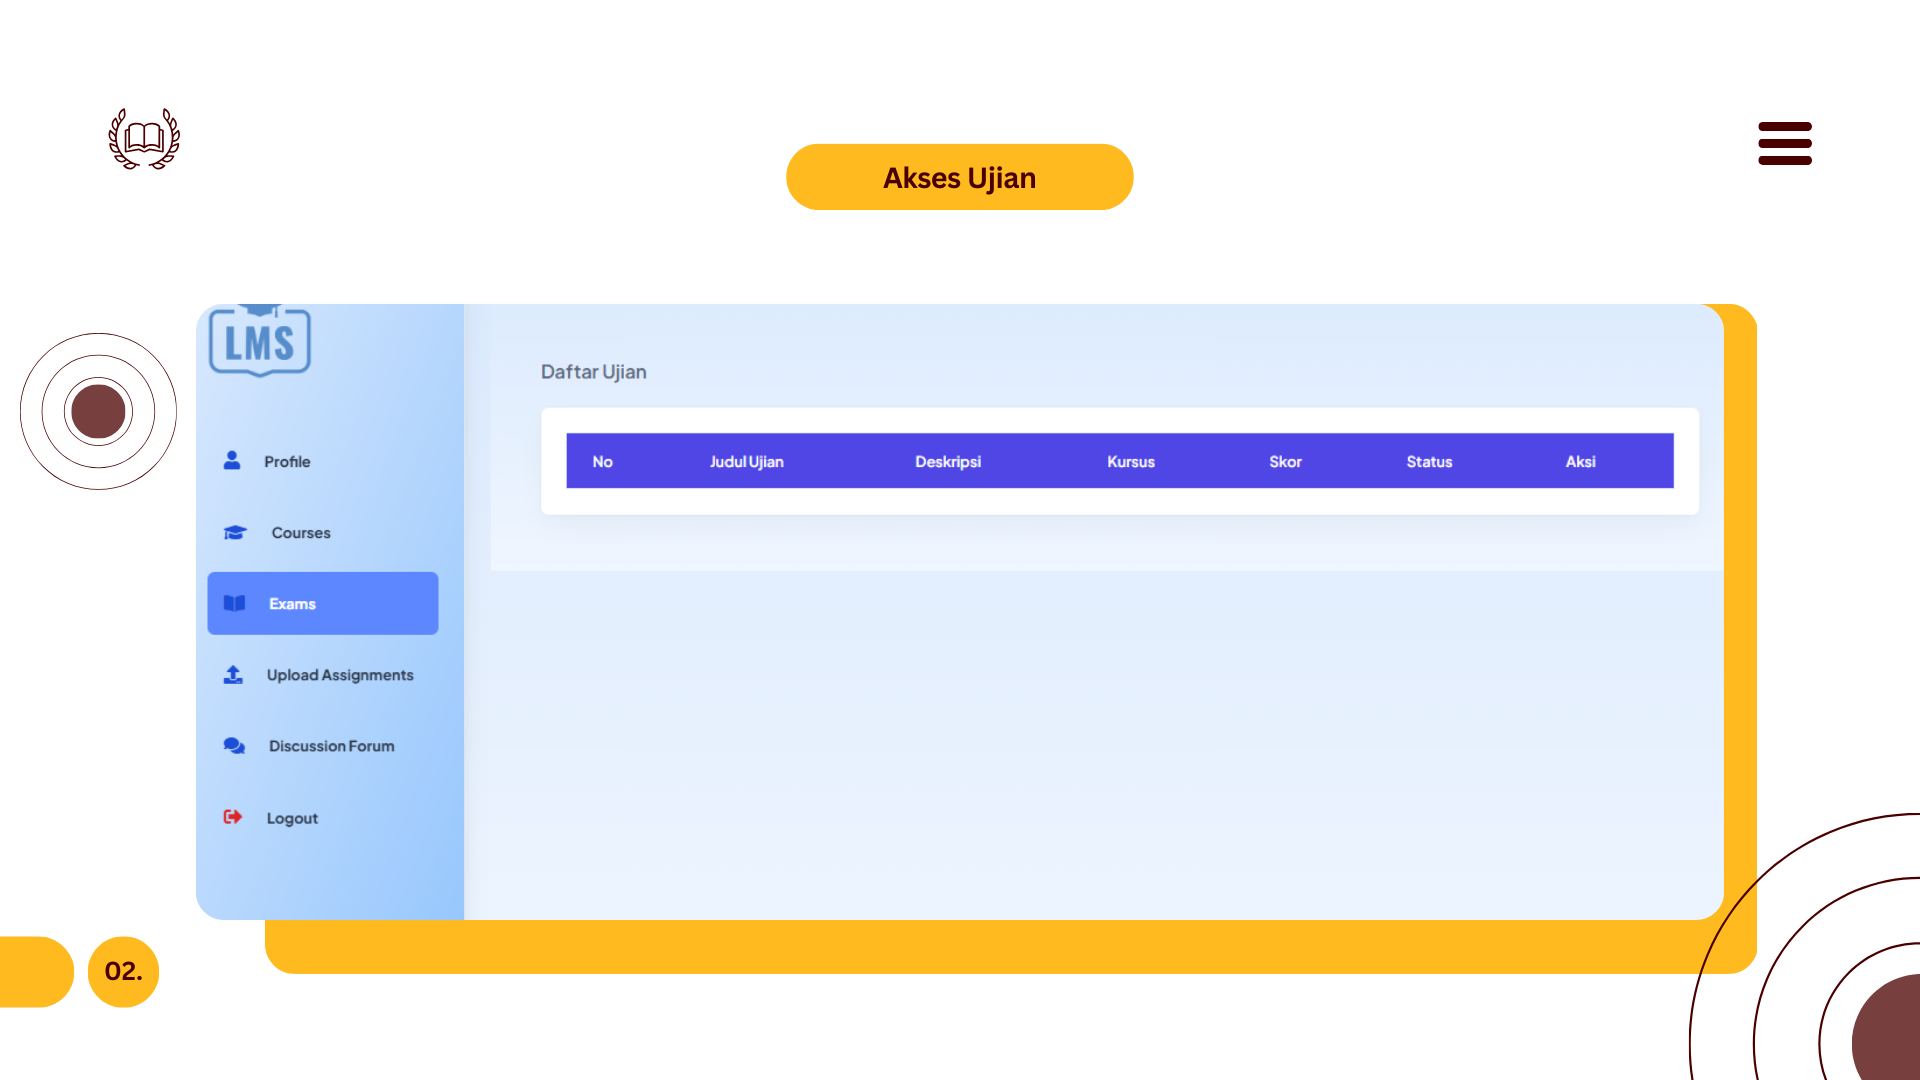 Akses Ujian
LMS
Daftar Ujian
No Judul Ujian Deskripsi Kursus Skor Status Aksi
Profile
Courses
Exams
Upload Assignments
Discussion Forum
Logout
02.